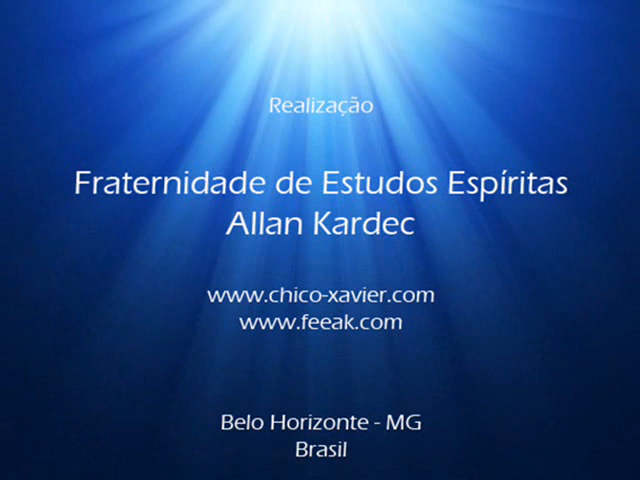 Realização
Fraternidade de Estudos Espíritas
Allan Kardec
www.chico-xavier.com
www.feeak.com
Belo Horizonte - MG
Brasil